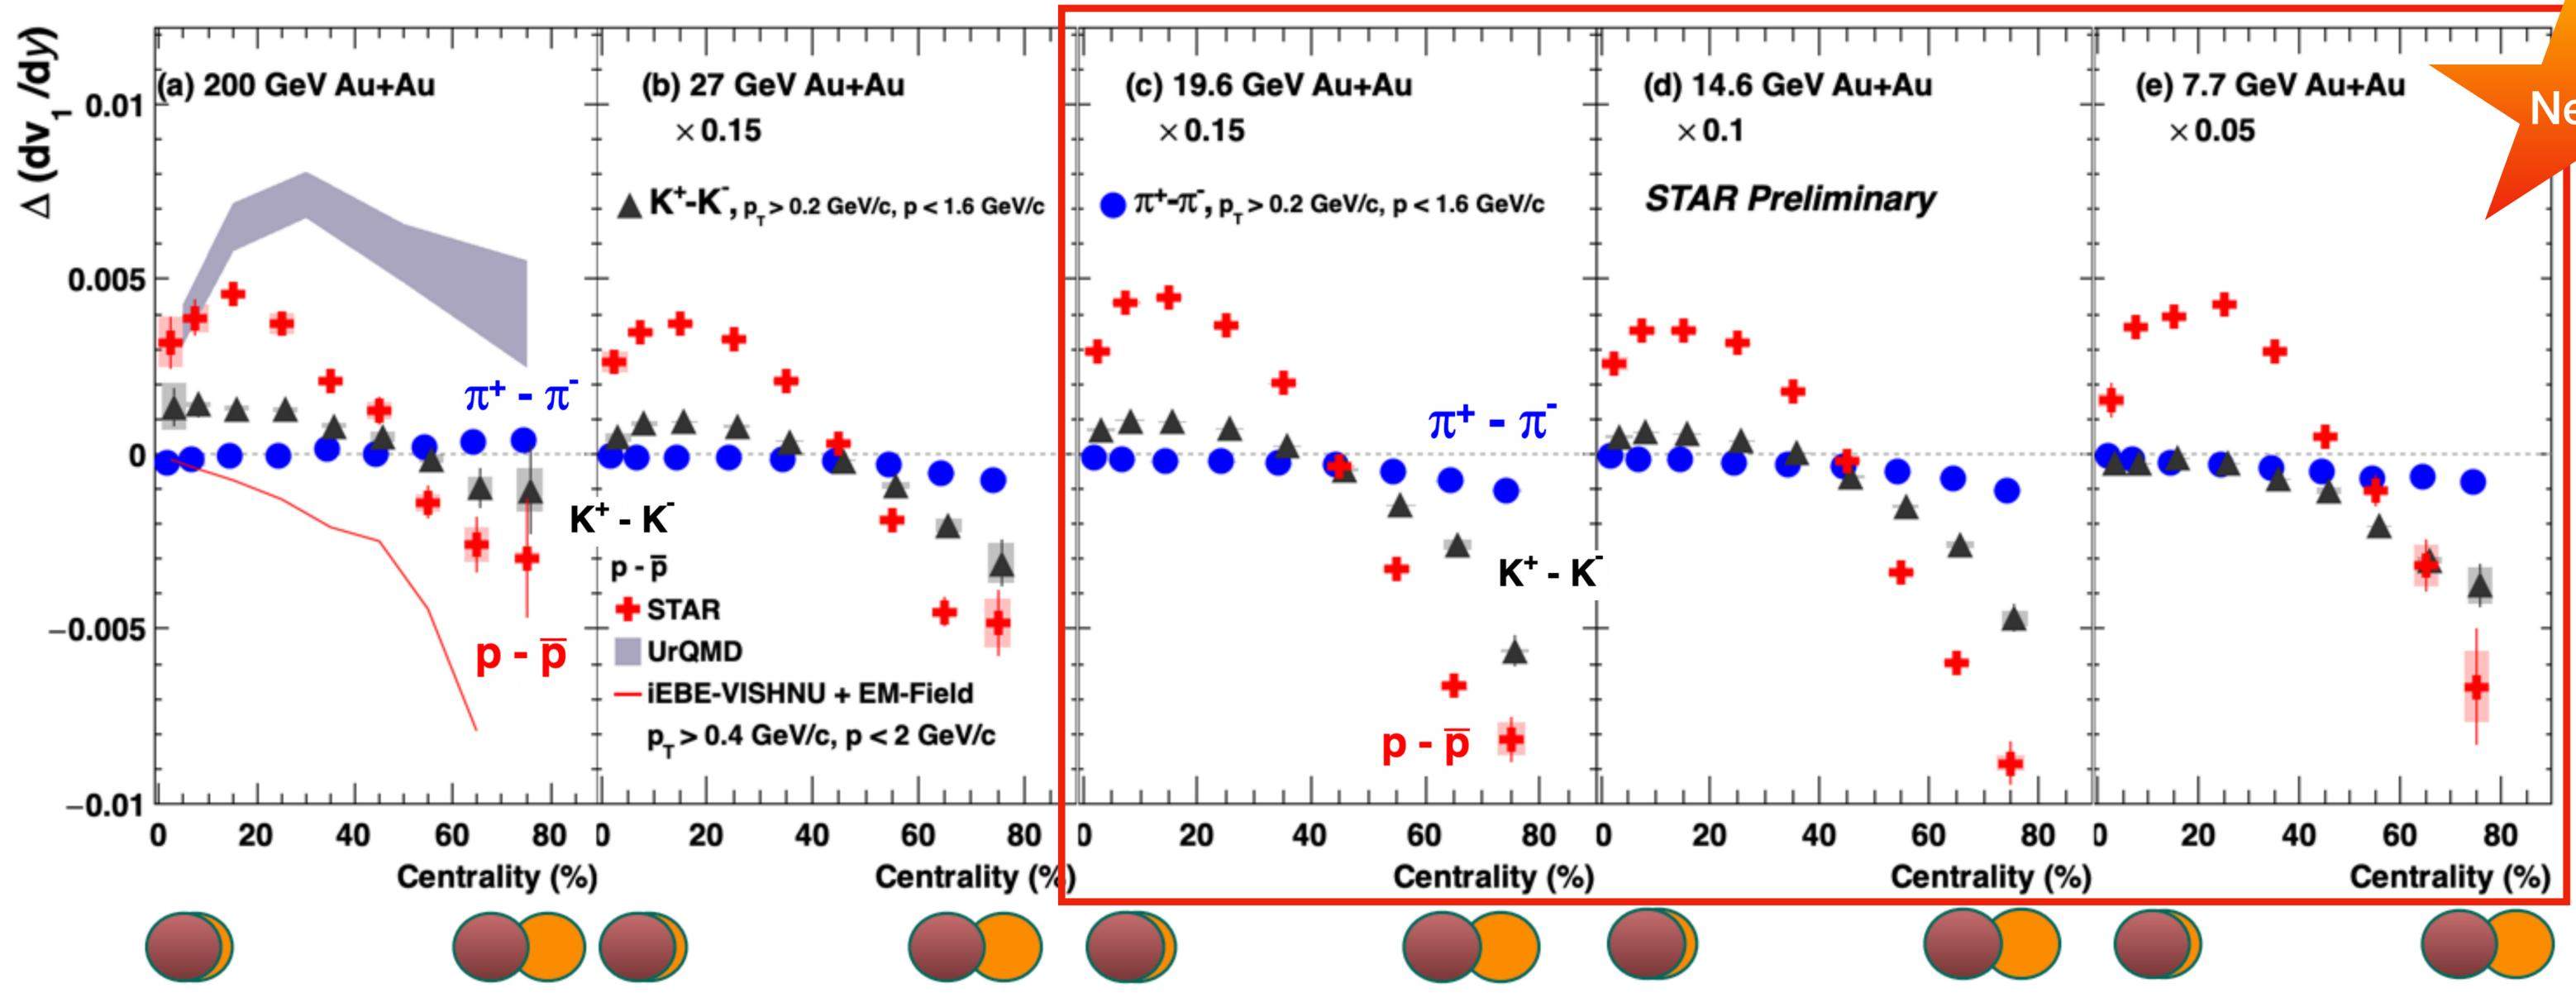 Δ (dv₁ /dy)
(a) 200 GeV Au+Au
(b) 27 GeV Au+Au
× 0.15
(c) 19.6 GeV Au+Au
× 0.15
(d) 14.6 GeV Au+Au
× 0.1
(e) 7.7 GeV Au+Au
× 0.05
K⁺-K⁻, p_T > 0.2 GeV/c, p < 1.6 GeV/c
π⁺-π⁻, p_T > 0.2 GeV/c, p < 1.6 GeV/c
STAR Preliminary
0.01
0.005
0
−0.005
−0.01
π⁺ - π⁻
K⁺ - K⁻
p - p̅
p - p̅
STAR
UrQMD
iEBE-VISHNU + EM-Field
p_T > 0.4 GeV/c, p < 2 GeV/c
π⁺ - π⁻
K⁺ - K⁻
p - p̅
0 20 40 60 80
0 20 40 60 80
0 20 40 60 80
0 20 40 60 80
0 20 40 60 80
Centrality (%)
Centrality (%)
Centrality (%)
Centrality (%)
Centrality (%)